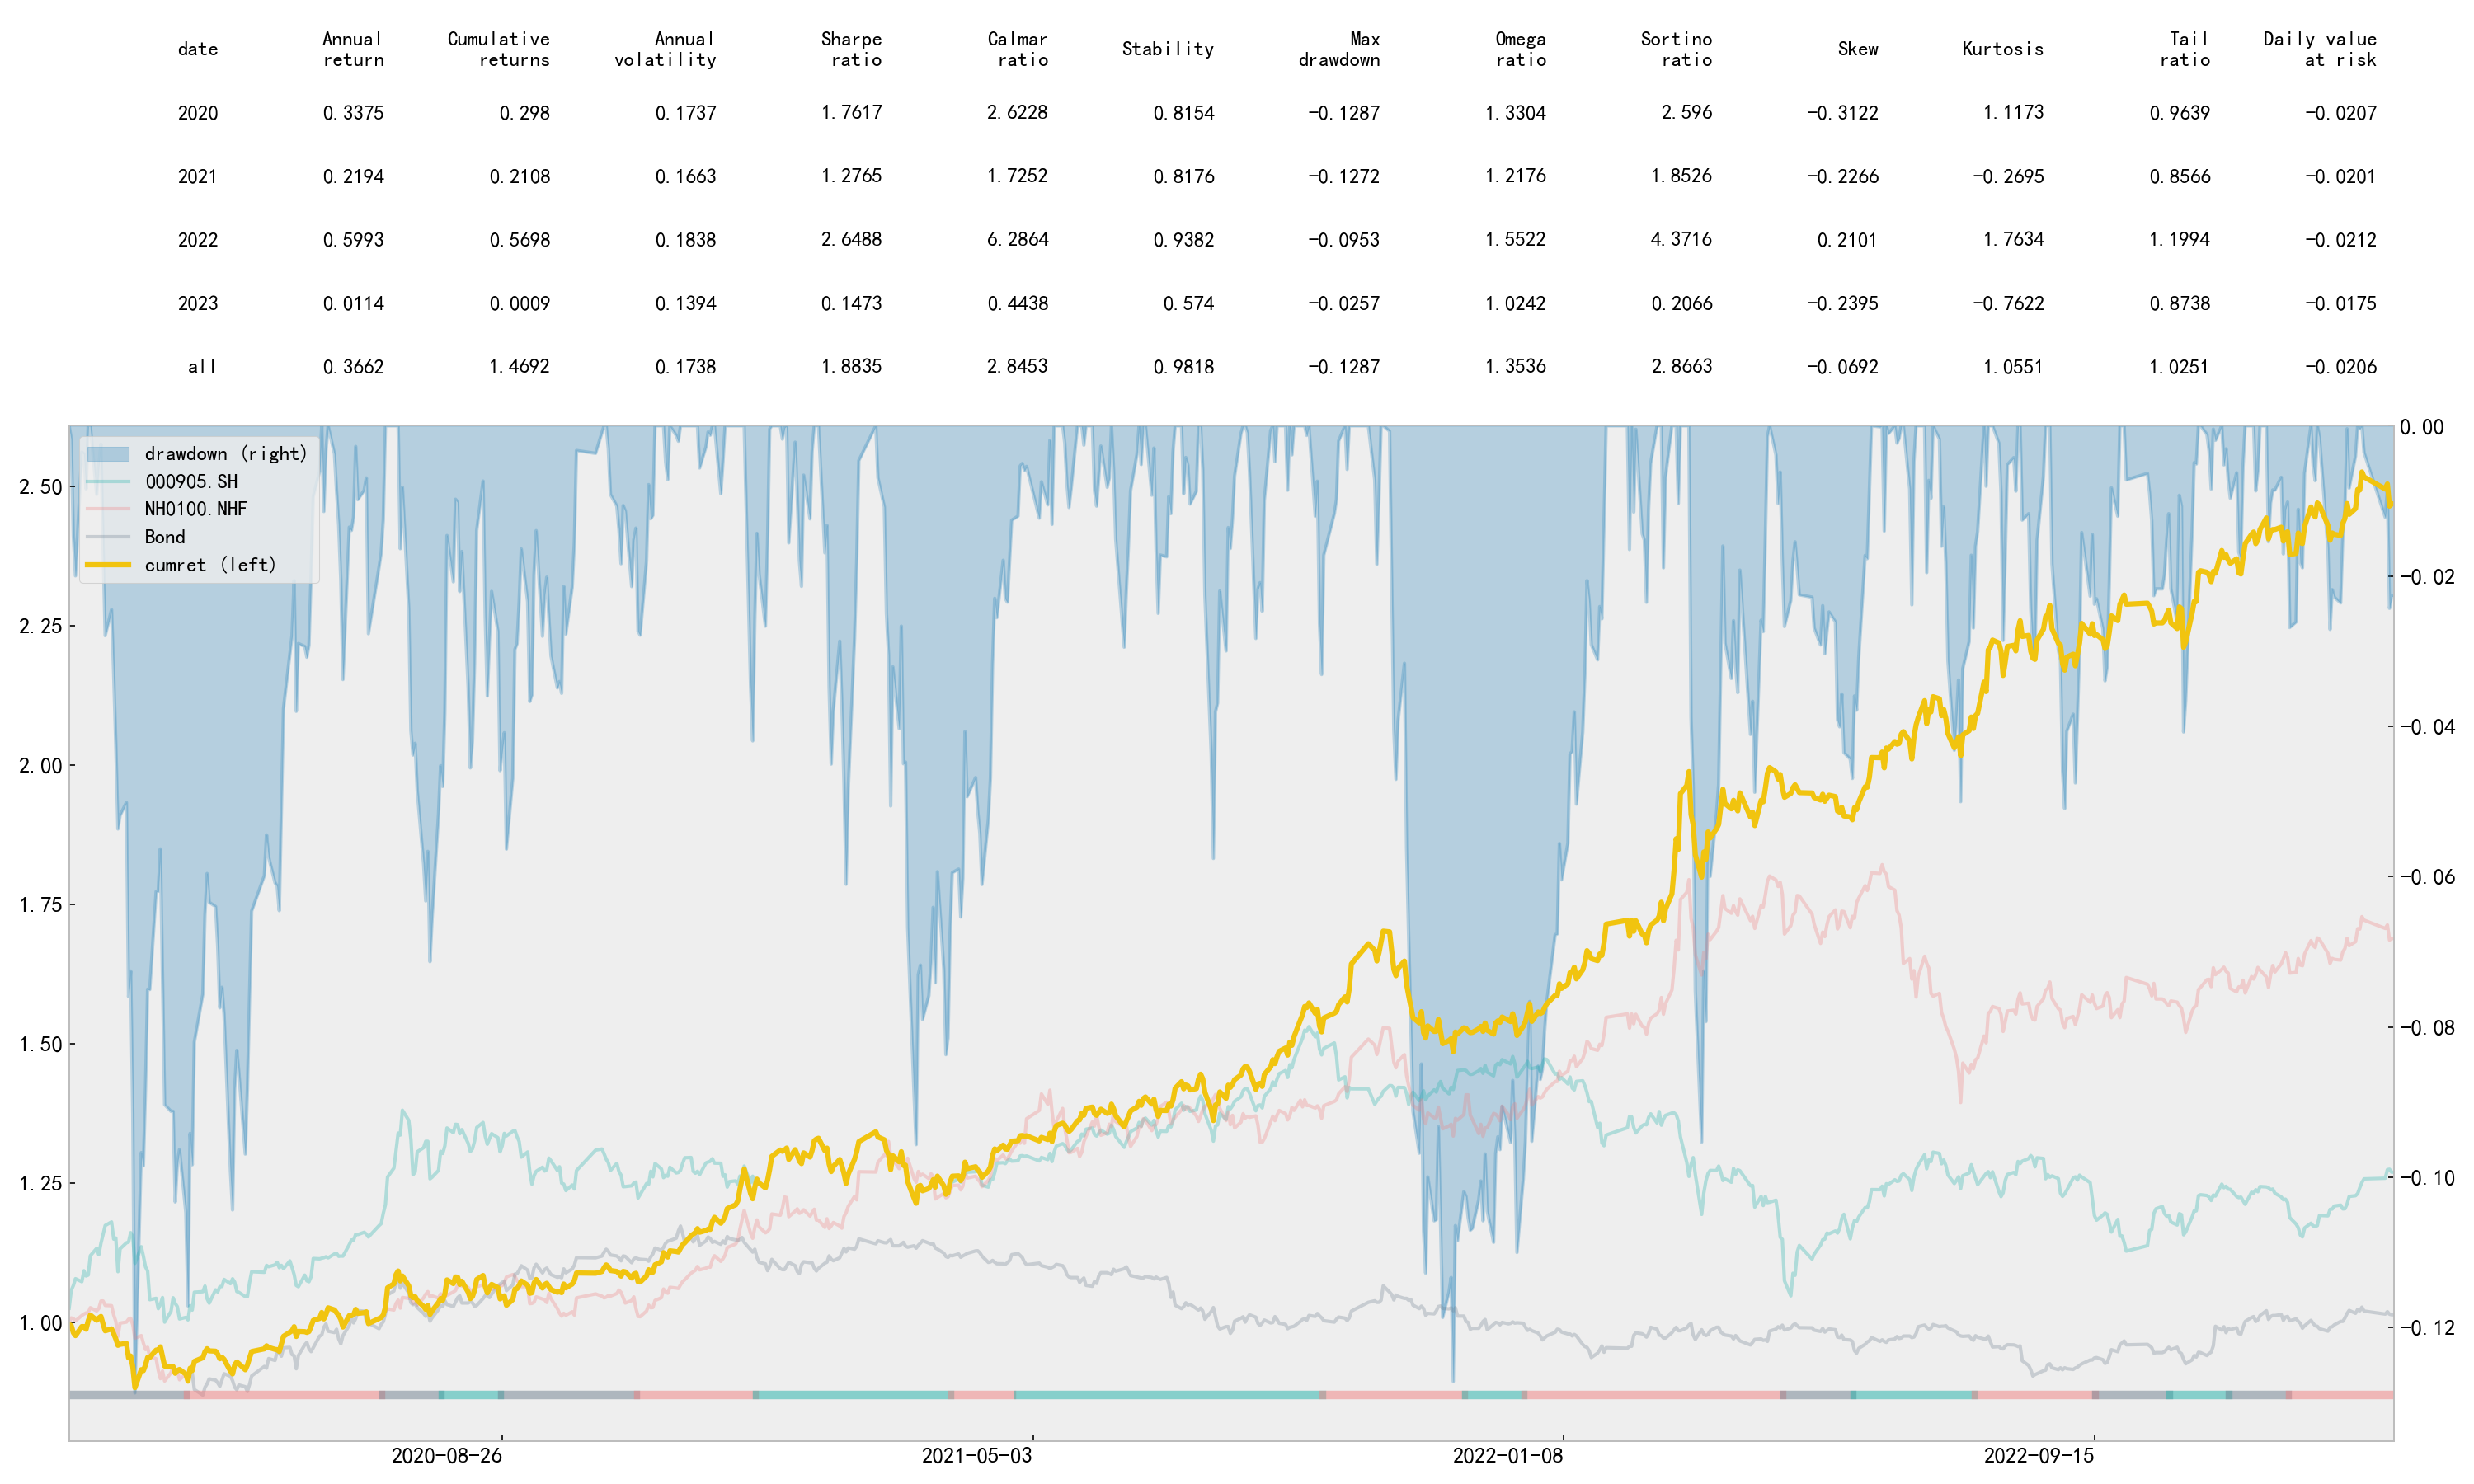 date Annual return Cumulative returns Annual volatility Sharpe ratio Calmar ratio Stability Max drawdown Omega ratio Sortino ratio Skew Kurtosis Tail ratio Daily value at risk
2020 0.3375 0.298 0.1737 1.7617 2.6228 0.8154 −0.1287 1.3304 2.596 −0.3122 1.1173 0.9639 −0.0207
2021 0.2194 0.2108 0.1663 1.2765 1.7252 0.8176 −0.1272 1.2176 1.8526 −0.2266 −0.2695 0.8566 −0.0201
2022 0.5993 0.5698 0.1838 2.6488 6.2864 0.9382 −0.0953 1.5522 4.3716 0.2101 1.7634 1.1994 −0.0212
2023 0.0114 0.0009 0.1394 0.1473 0.4438 0.574 −0.0257 1.0242 0.2066 −0.2395 −0.7622 0.8738 −0.0175
all 0.3662 1.4692 0.1738 1.8835 2.8453 0.9818 −0.1287 1.3536 2.8663 −0.0692 1.0551 1.0251 −0.0206
drawdown (right)
000905.SH
NH0100.NHF
Bond
cumret (left)
2.50
2.25
2.00
1.75
1.50
1.25
1.00
0.00
−0.02
−0.04
−0.06
−0.08
−0.10
−0.12
2020−08−26 2021−05−03 2022−01−08 2022−09−15